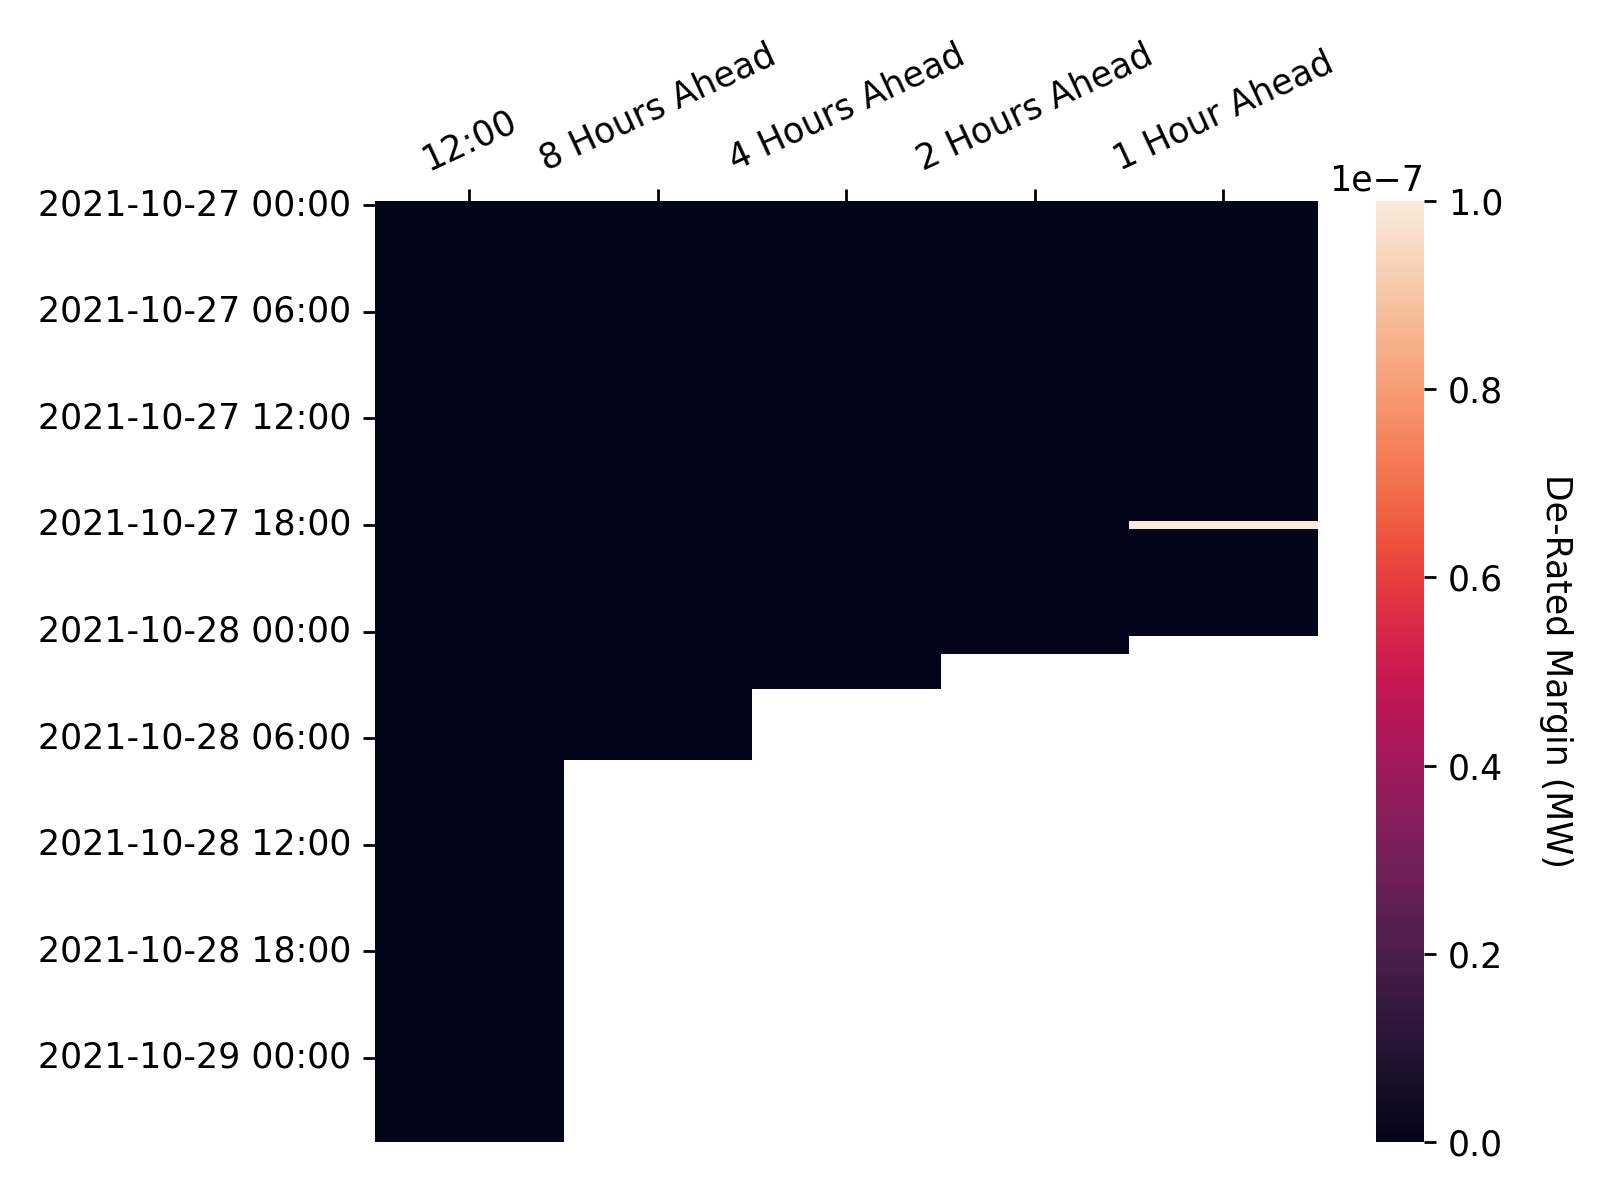 12:00
8 Hours Ahead
4 Hours Ahead
2 Hours Ahead
1 Hour Ahead
2021-10-27 00:00
2021-10-27 06:00
2021-10-27 12:00
2021-10-27 18:00
2021-10-28 00:00
2021-10-28 06:00
2021-10-28 12:00
2021-10-28 18:00
2021-10-29 00:00
1e−7
1.0
0.8
0.6
0.4
0.2
0.0
De-Rated Margin (MW)